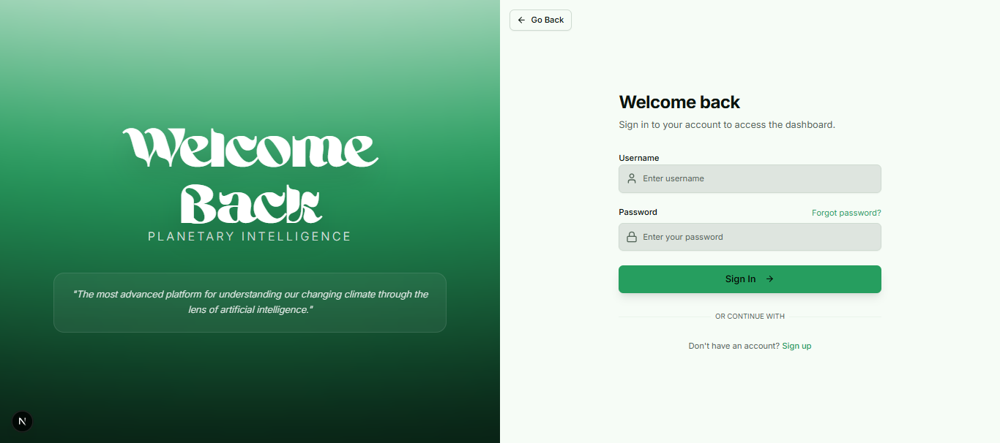 Welcome
Back
PLANETARY INTELLIGENCE
"The most advanced platform for understanding our changing climate through the
lens of artificial intelligence."
N
Go Back
Welcome back
Sign in to your account to access the dashboard.
Username
Enter username
Password
Forgot password?
Enter your password
Sign In
OR CONTINUE WITH
Don't have an account? Sign up